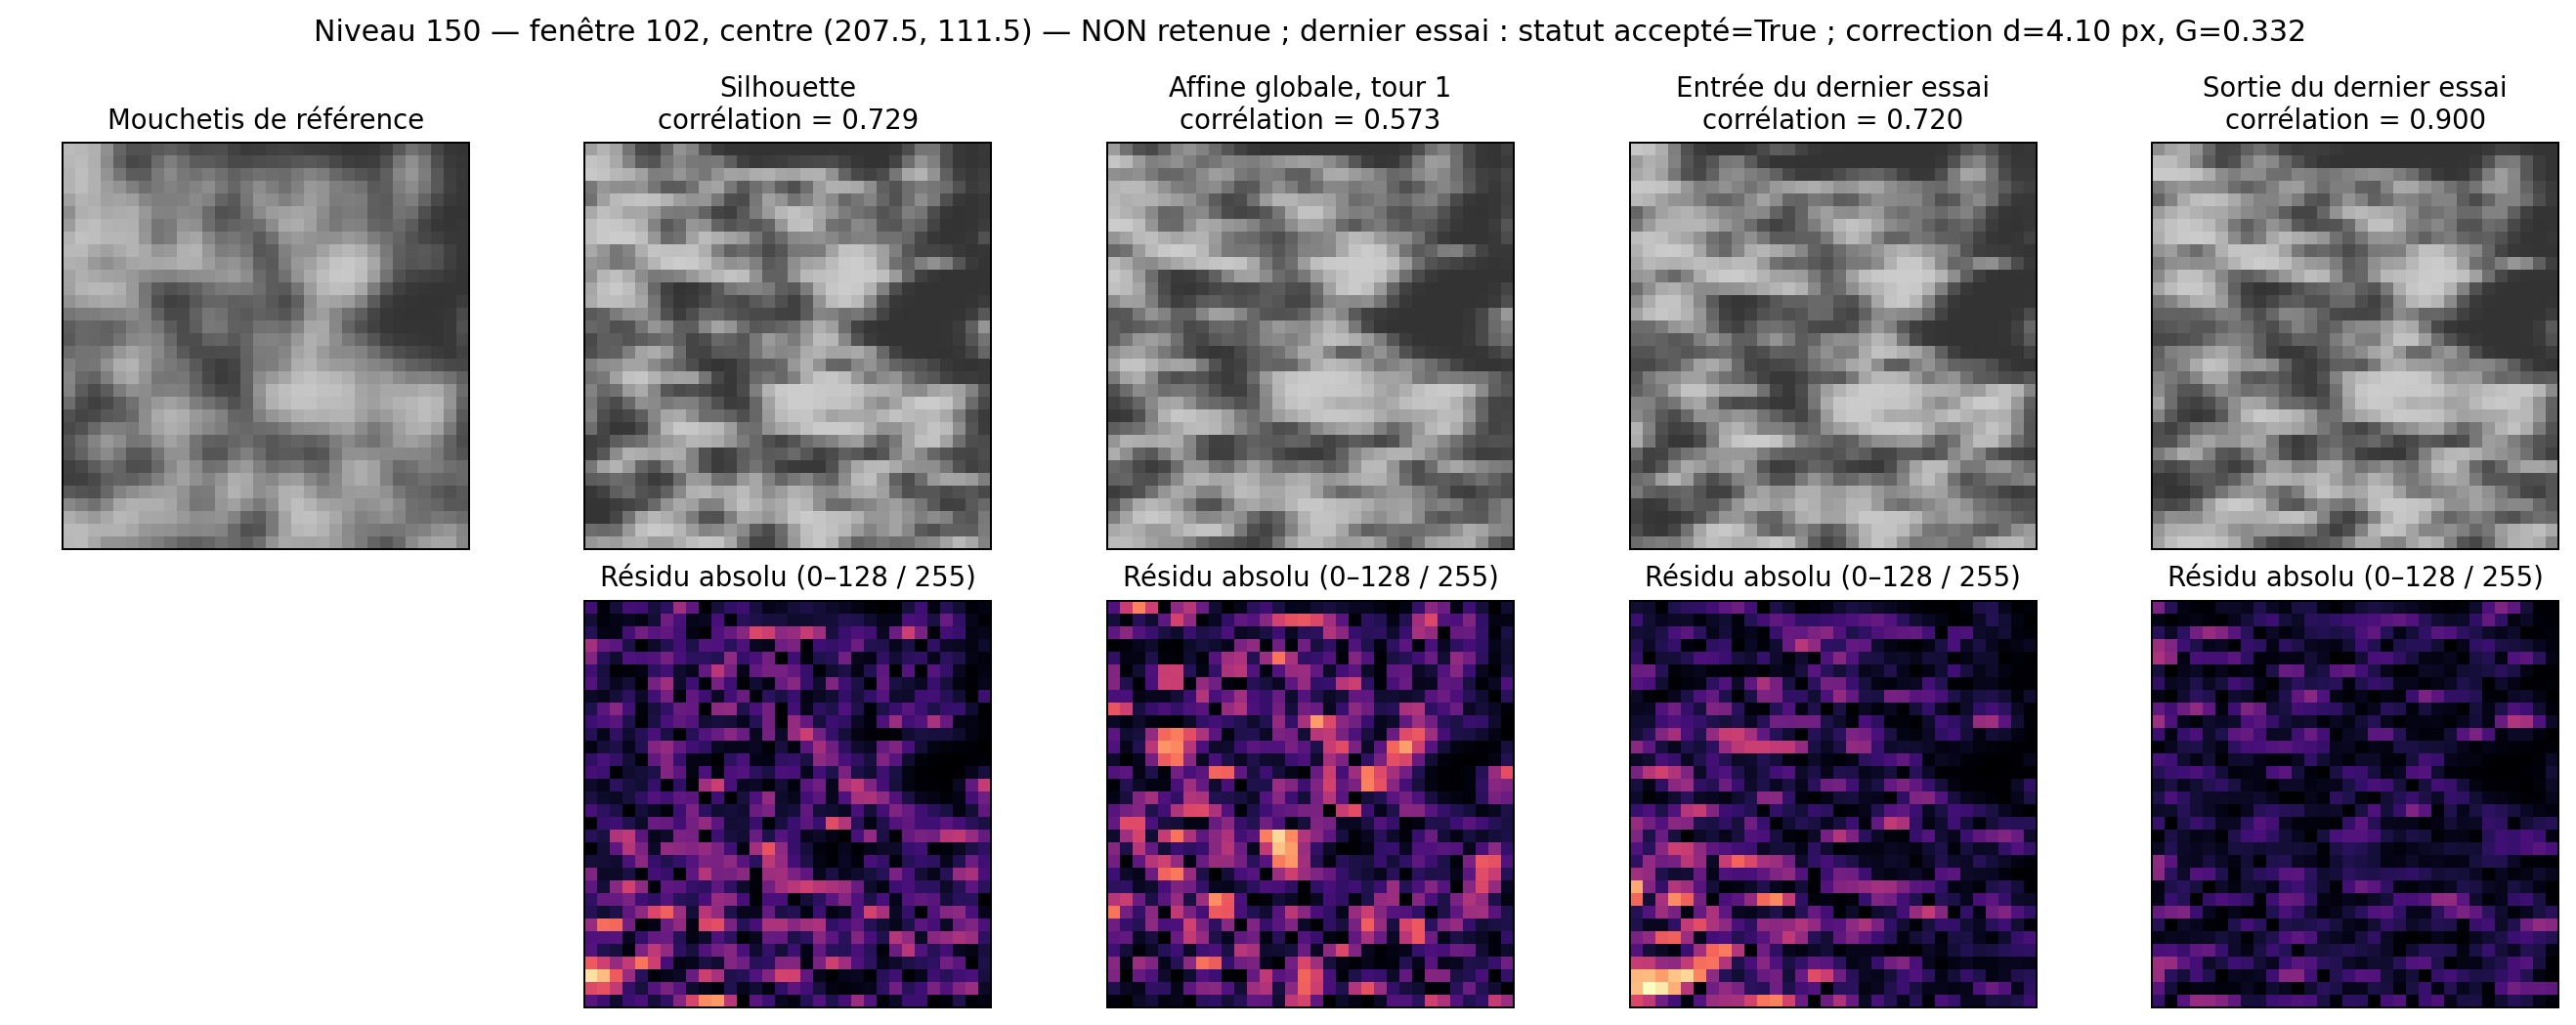 Niveau 150 — fenêtre 102, centre (207.5, 111.5) — NON retenue ; dernier essai : statut accepté=True ; correction d=4.10 px, G=0.332
Mouchetis de référence
Silhouette
corrélation = 0.729
Affine globale, tour 1
corrélation = 0.573
Entrée du dernier essai
corrélation = 0.720
Sortie du dernier essai
corrélation = 0.900
Résidu absolu (0–128 / 255)
Résidu absolu (0–128 / 255)
Résidu absolu (0–128 / 255)
Résidu absolu (0–128 / 255)